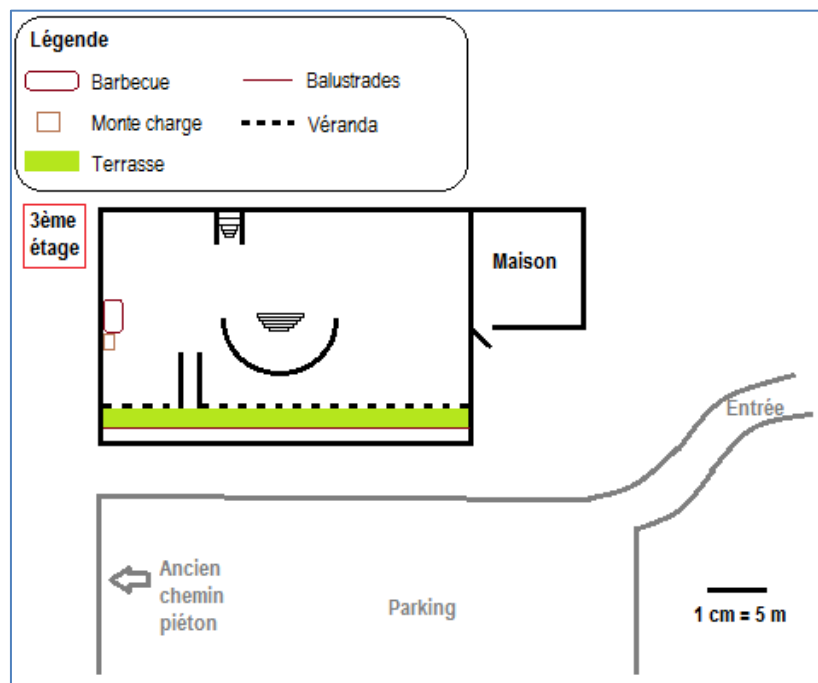 Légende
Barbecue
Balustrades
Monte charge
Véranda
Terrasse
3ème
étage
Maison
Entrée
Ancien
chemin
piéton
Parking
1 cm = 5 m